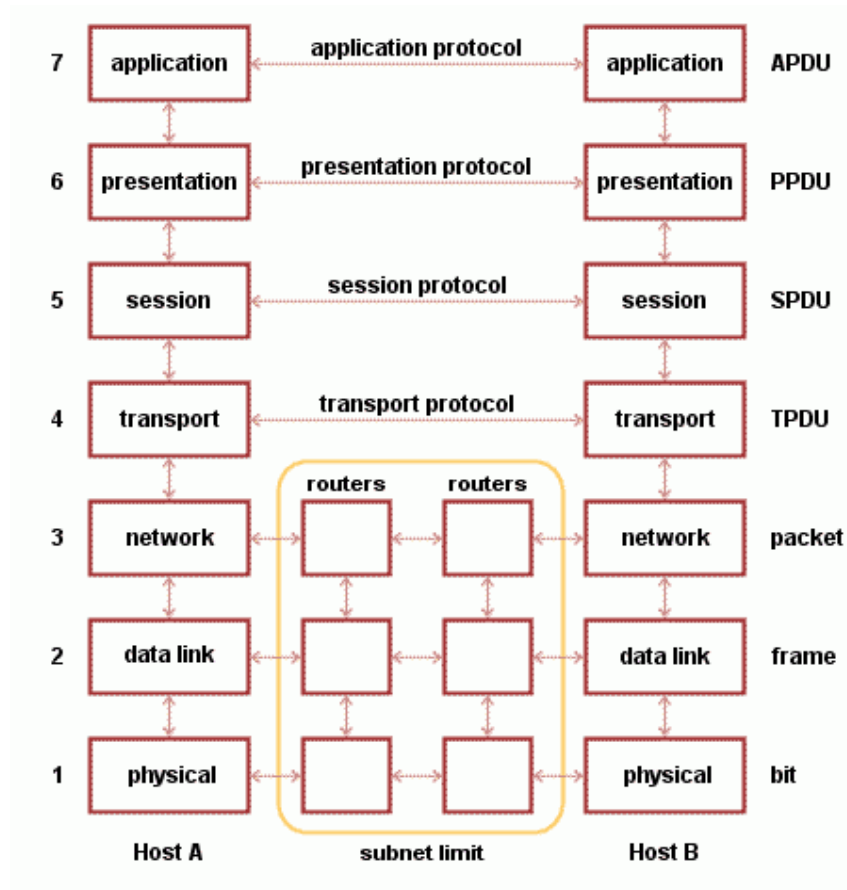 7 application application protocol application APDU
6 presentation presentation protocol presentation PPDU
5 session session protocol session SPDU
4 transport transport protocol transport TPDU
routers routers
3 network network packet
2 data link data link frame
1 physical physical bit
Host A subnet limit Host B